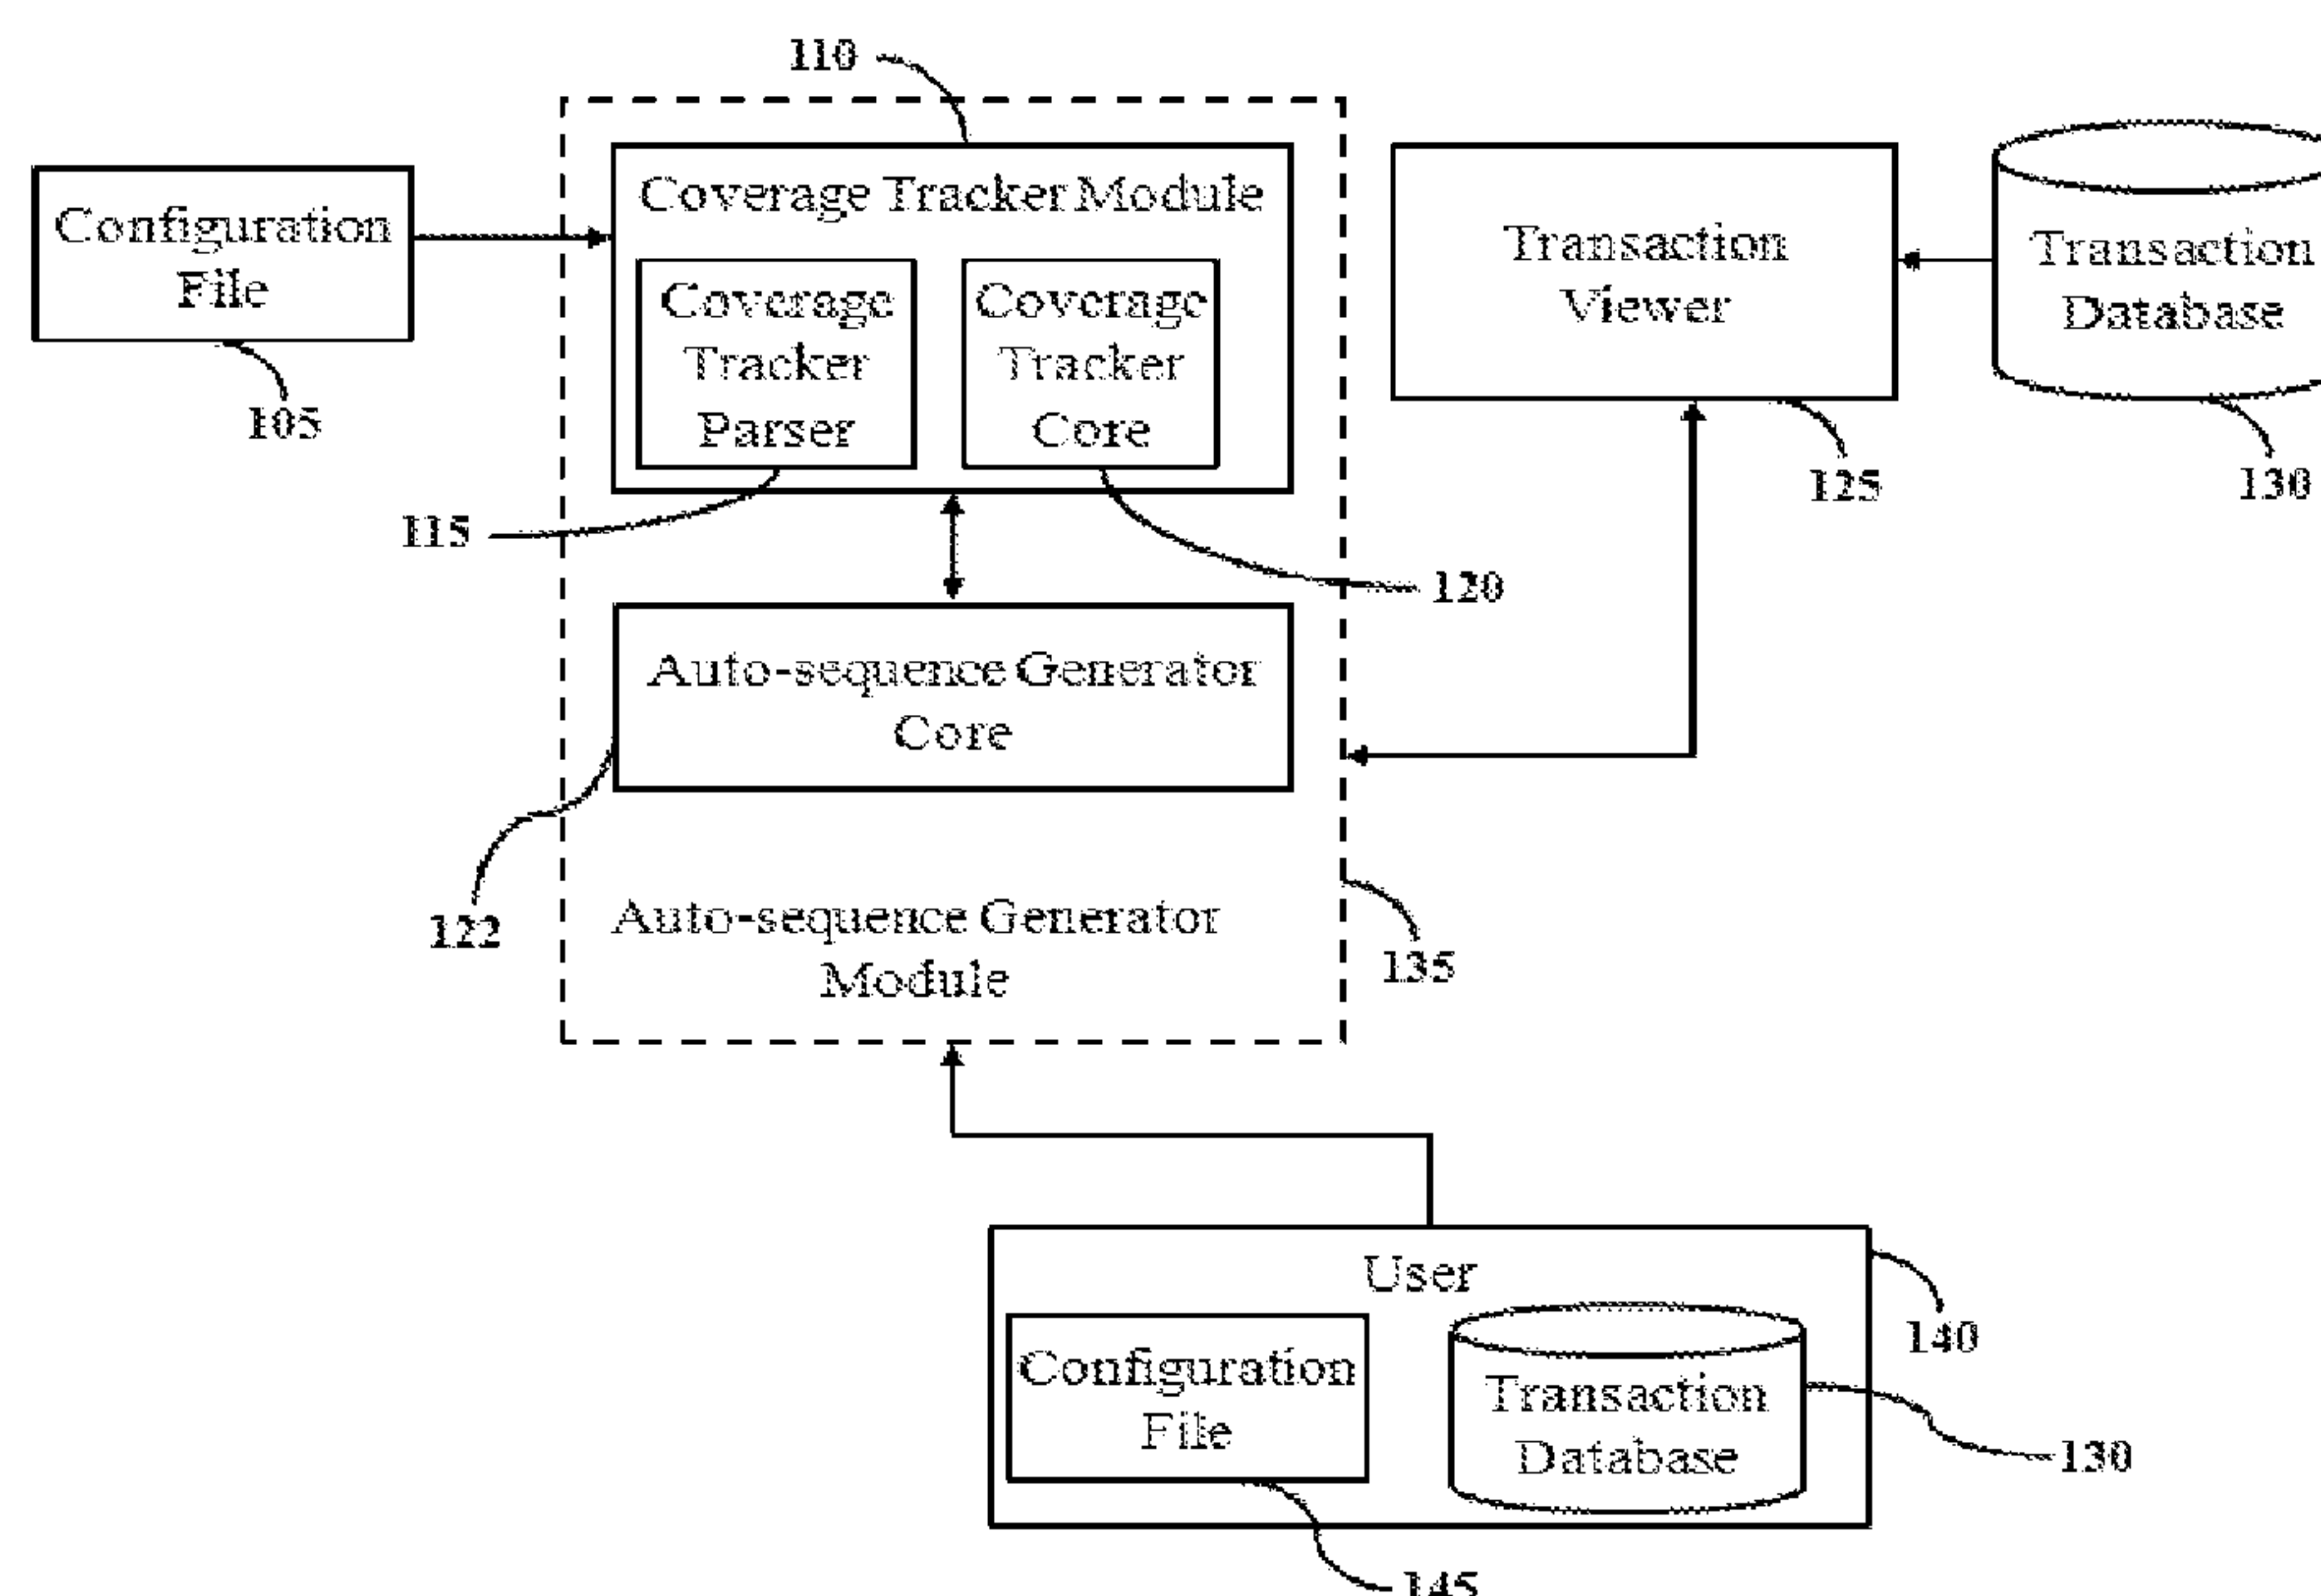 110
Coverage Tracker Module
Configuration
File
105
Coverage
Tracker
Parser
115
Coverage
Tracker
Core
120
Transaction
Viewer
125
Transaction
Database
130
Auto-sequence Generator
Core
122
Auto-sequence Generator
Module
135
User
140
Configuration
File
145
Transaction
Database
130